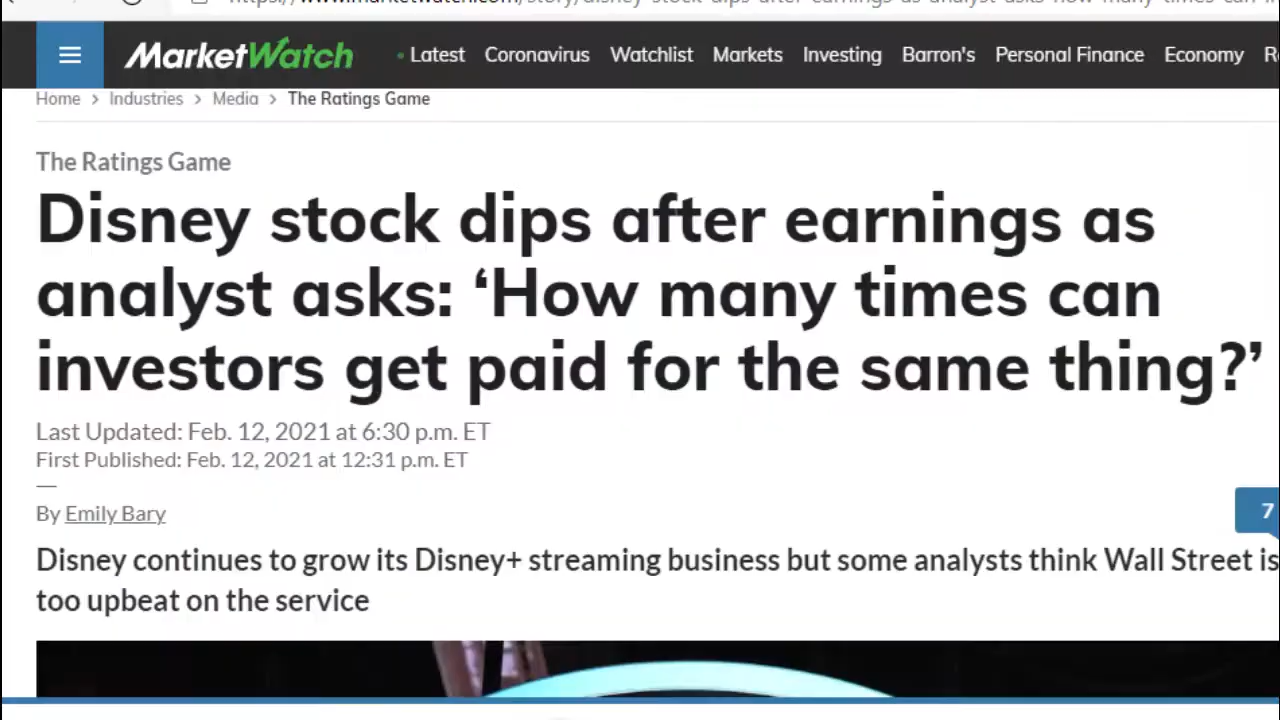 MarketWatch • Latest Coronavirus Watchlist Markets Investing Barron's Personal Finance Economy
Home > Industries > Media > The Ratings Game
The Ratings Game
Disney stock dips after earnings as
analyst asks: ‘How many times can
investors get paid for the same thing?’
Last Updated: Feb. 12, 2021 at 6:30 p.m. ET
First Published: Feb. 12, 2021 at 12:31 p.m. ET
—
By Emily Bary
7
Disney continues to grow its Disney+ streaming business but some analysts think Wall Street is
too upbeat on the service